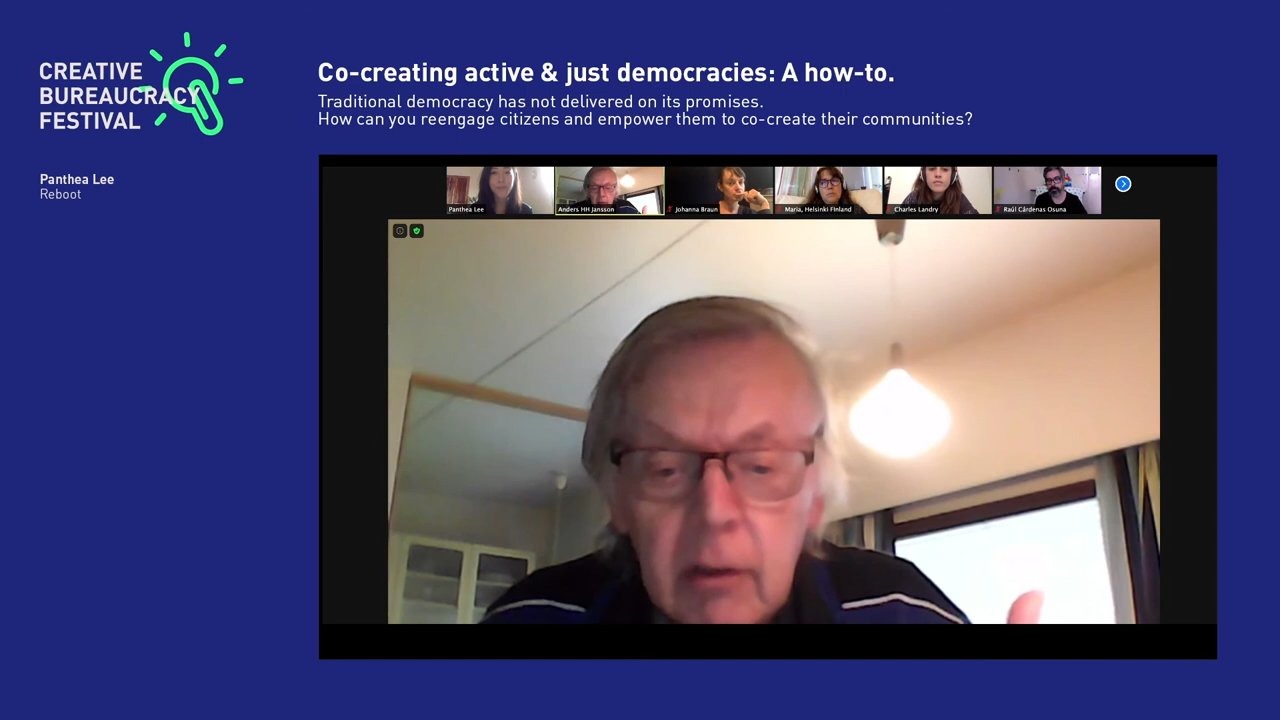 CREATIVE
BUREAUCRACY
FESTIVAL
Co-creating active & just democracies: A how-to.
Traditional democracy has not delivered on its promises.
How can you reengage citizens and empower them to co-create their communities?
Panthea Lee
Reboot
Panthea Lee
Anders HH Jansson
Johanna Braun
Maria, Helsinki Finland
Charles Landry
Raúl Cárdenas Osuna